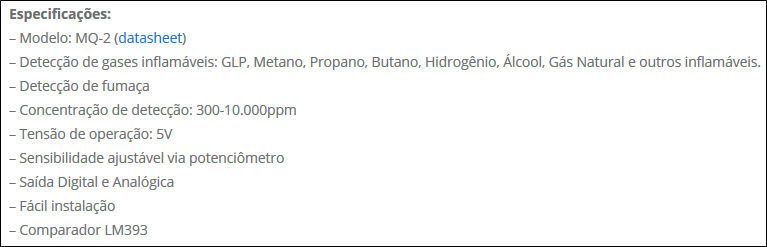 Especificações:
– Modelo: MQ-2 (datasheet)
– Detecção de gases inflamáveis: GLP, Metano, Propano, Butano, Hidrogênio, Álcool, Gás Natural e outros inflamáveis.
– Detecção de fumaça
– Concentração de detecção: 300-10.000ppm
– Tensão de operação: 5V
– Sensibilidade ajustável via potenciômetro
– Saída Digital e Analógica
– Fácil instalação
– Comparador LM393